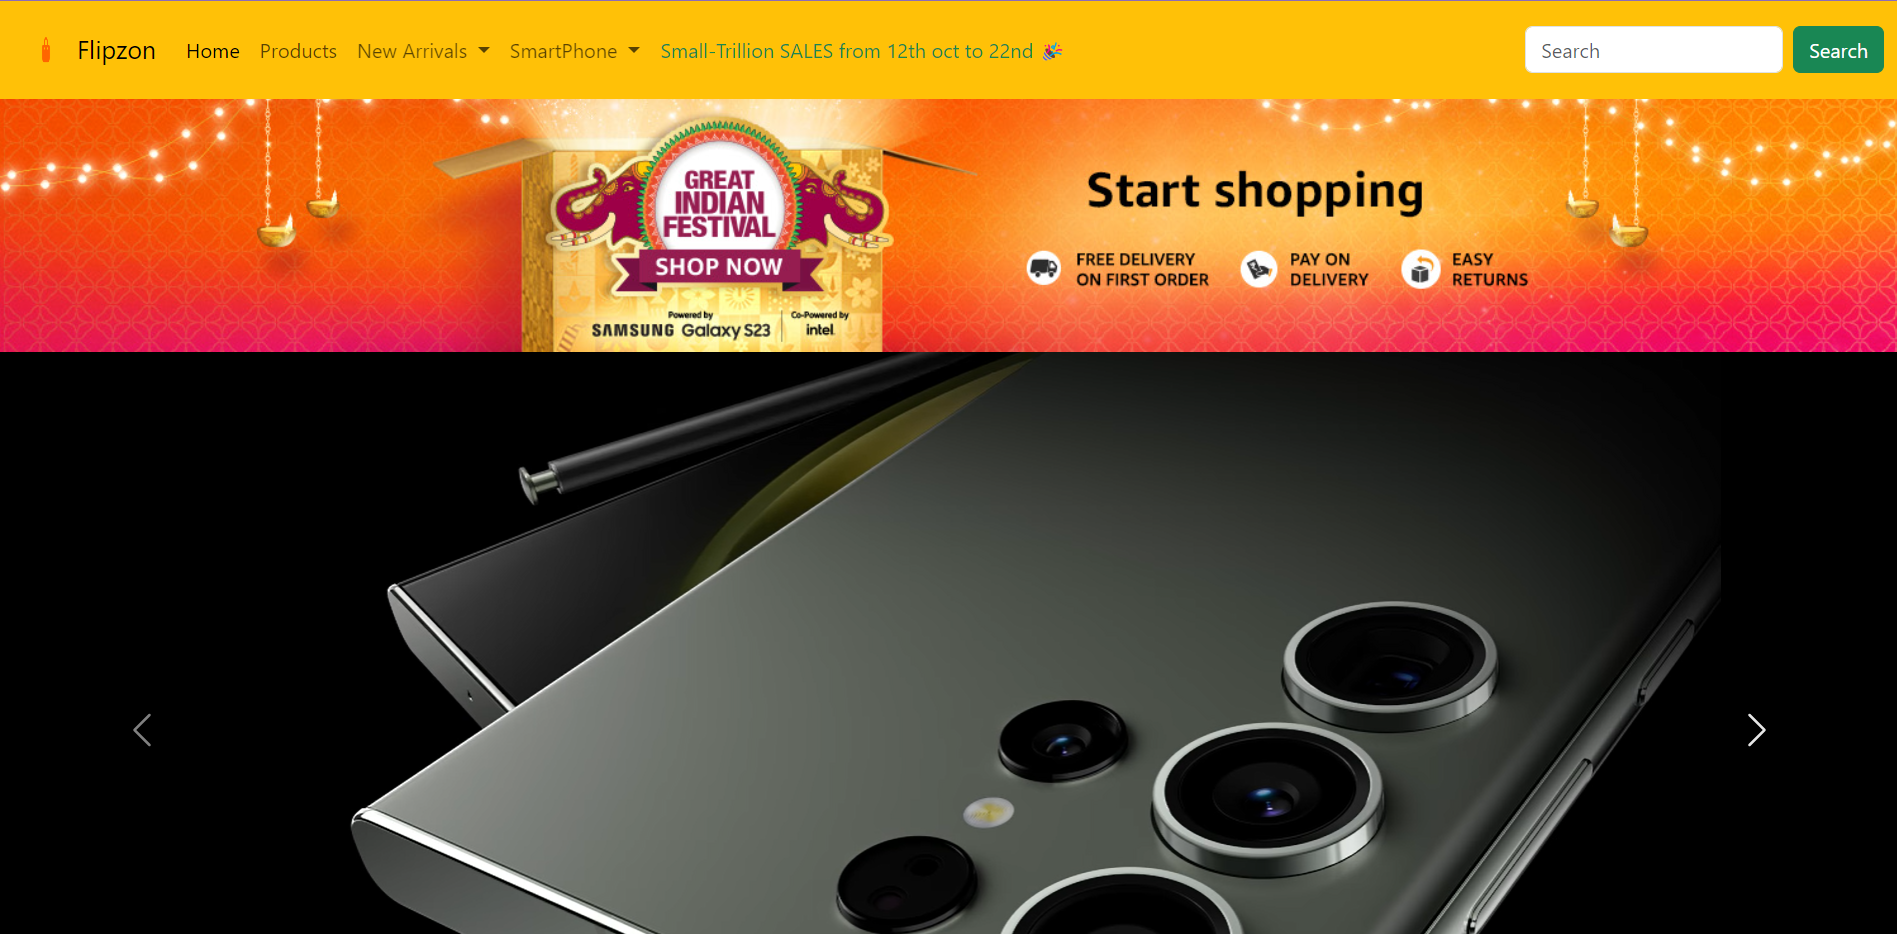 Flipzon Home Products New Arrivals SmartPhone Small-Trillion SALES from 12th oct to 22nd 🎉 Search Search
GREAT
INDIAN
FESTIVAL
SHOP NOW
Powered by
SAMSUNG Galaxy S23
Co-Powered by
intel
Start shopping
FREE DELIVERY
ON FIRST ORDER
PAY ON
DELIVERY
EASY
RETURNS